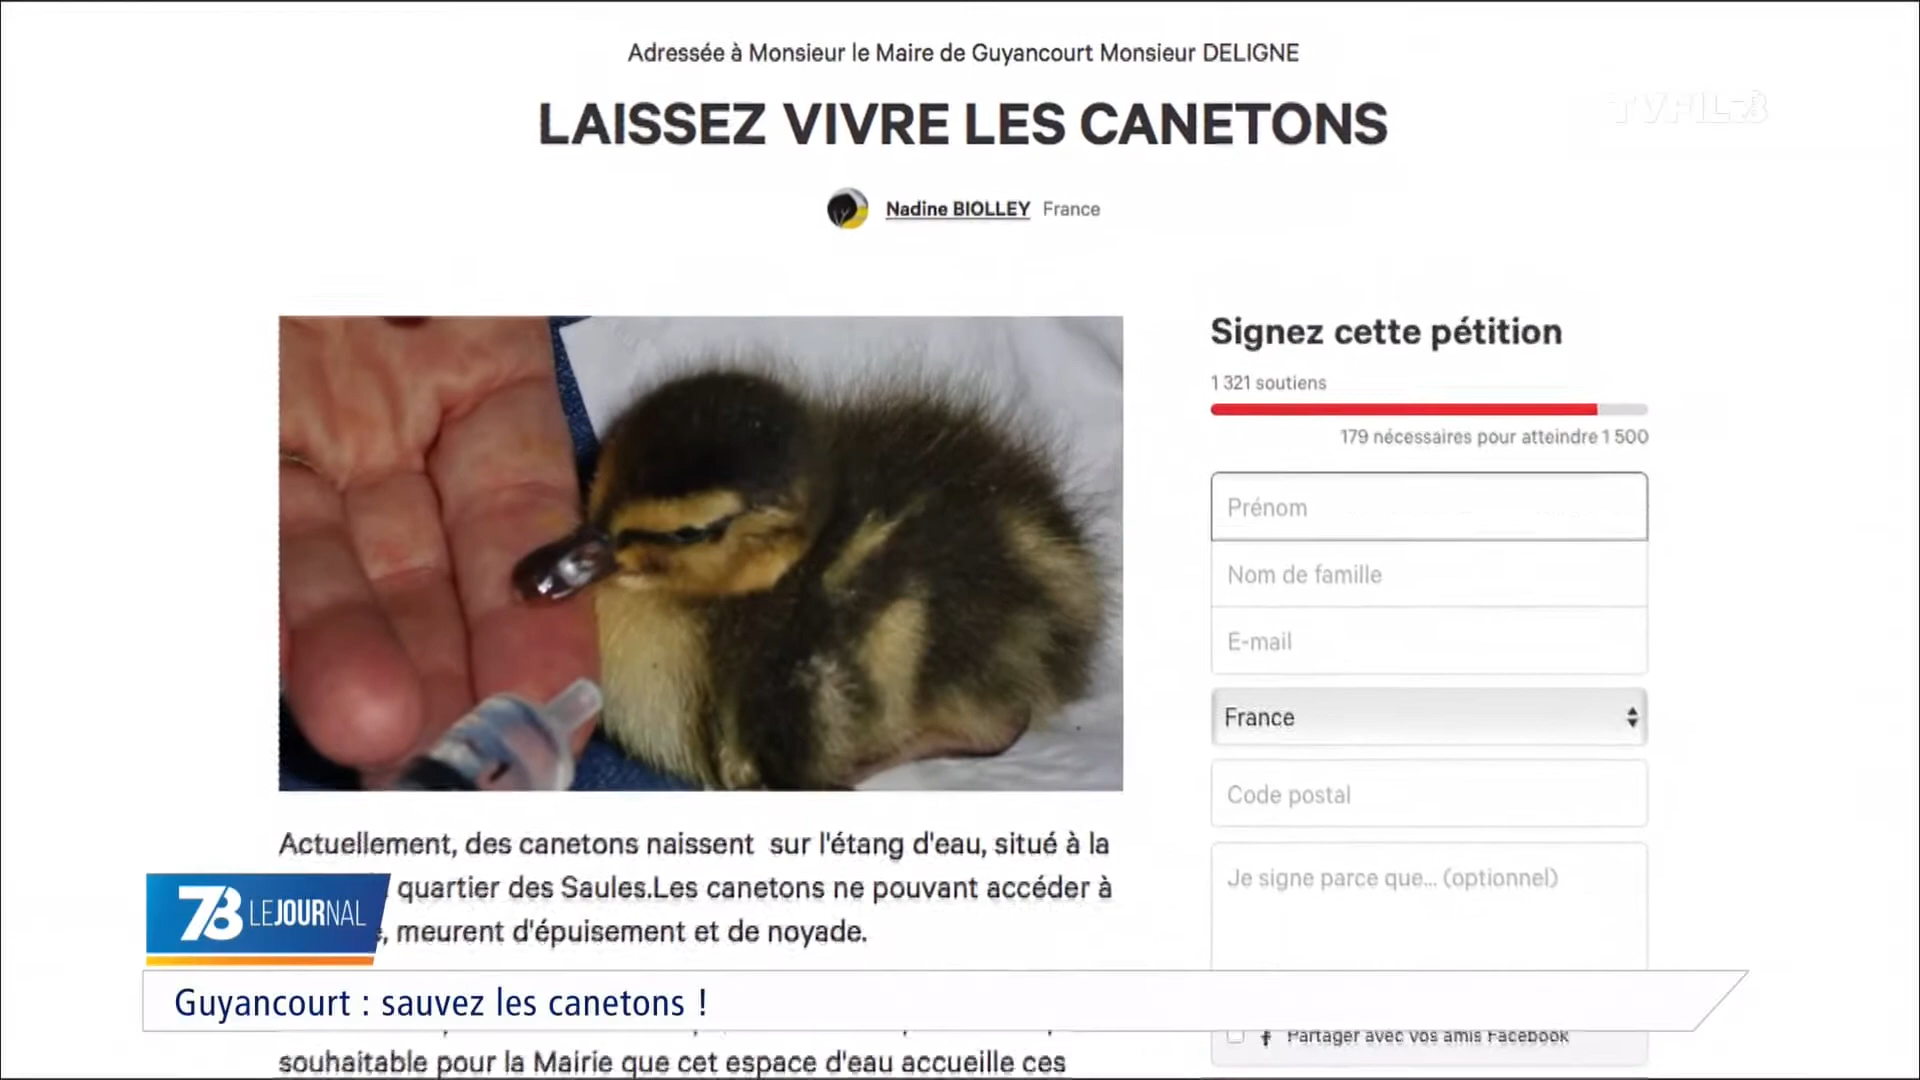 Adressée à Monsieur le Maire de Guyancourt Monsieur DELIGNE
LAISSEZ VIVRE LES CANETONS
TVFIL78
Nadine BIOLLEY France
Signez cette pétition
1 321 soutiens
179 nécessaires pour atteindre 1 500
Prénom
Nom de famille
E-mail
France
Code postal
Je signe parce que... (optionnel)
Partager avec vos amis Facebook
Actuellement, des canetons naissent sur l'étang d'eau, situé à la
quartier des Saules.Les canetons ne pouvant accéder à
, meurent d'épuisement et de noyade.
78 LEJOURNAL
Guyancourt : sauvez les canetons !
souhaitable pour la Mairie que cet espace d'eau accueille ces